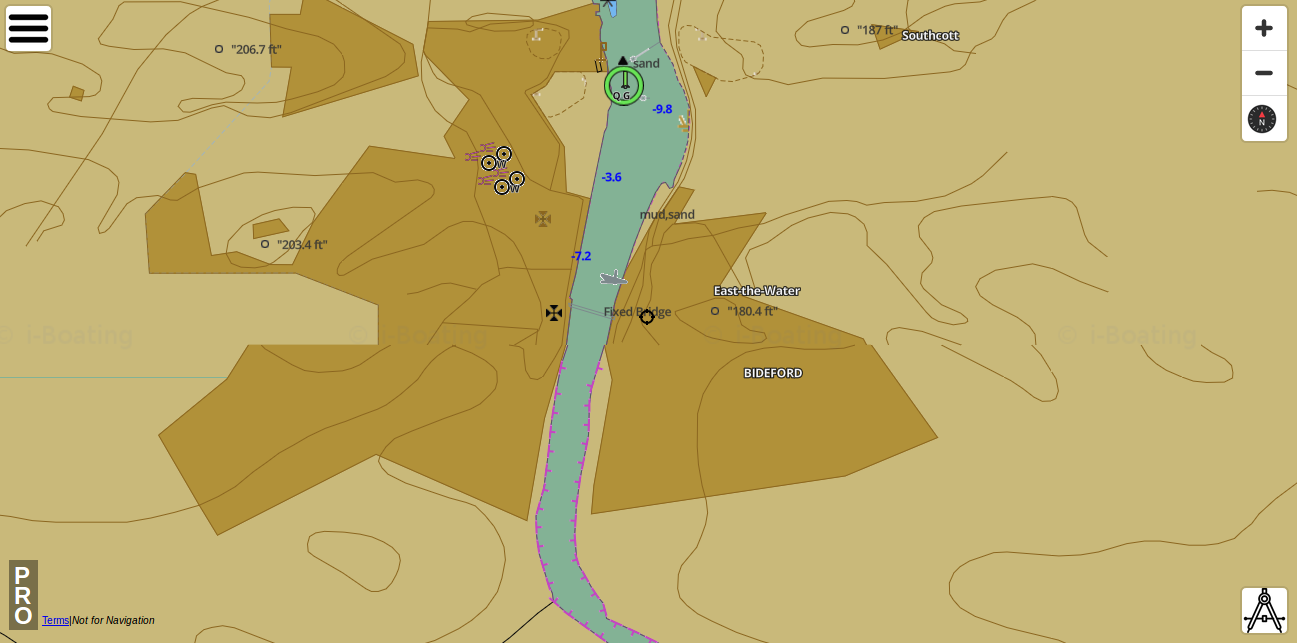 "187 ft"
Southcott
"206.7 ft"
sand
Q.G.
-9.8
W
-3.6
W
mud,sand
"203.4 ft"
-7.2
East-the-Water
Fixed Bridge
"180.4 ft"
© i-Boating
© i-Boating
© i-Boating
© i-Boating
BIDEFORD
N
PRO
Terms|Not for Navigation